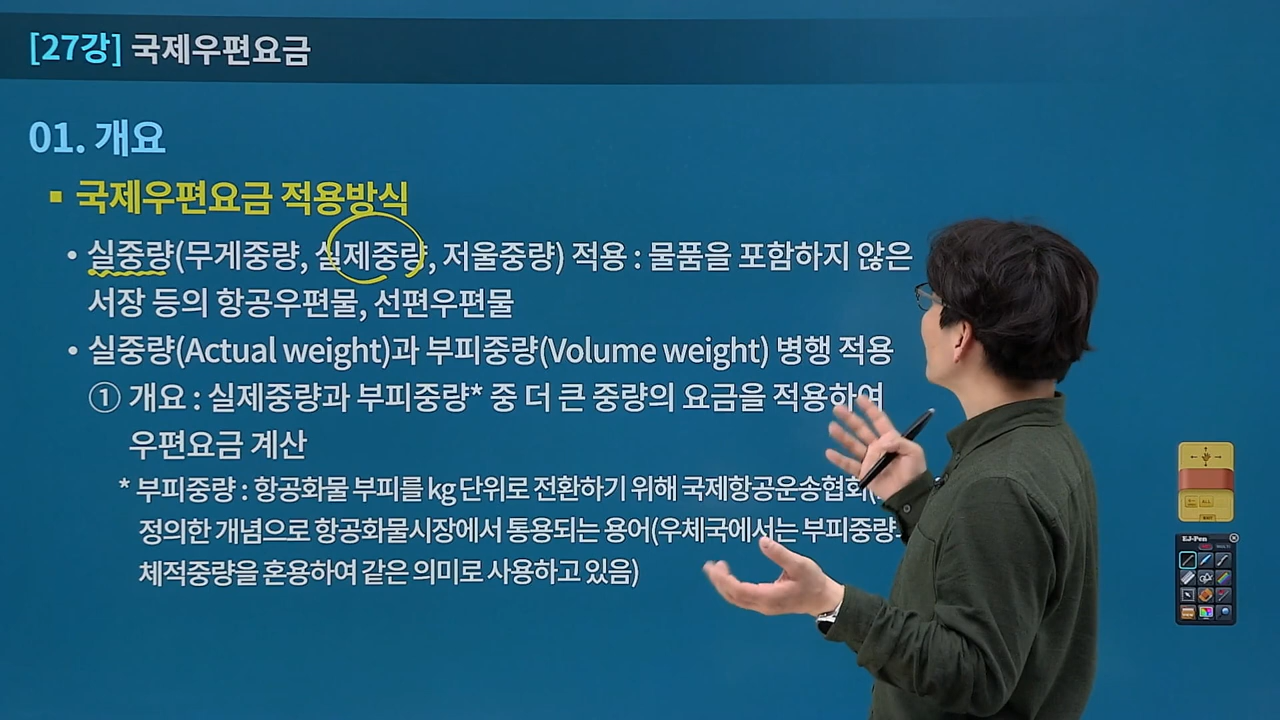 [27강] 국제우편요금
01. 개요
▪ 국제우편요금 적용방식
• 실중량(무게중량, 실제중량, 저울중량) 적용 : 물품을 포함하지 않은
서장 등의 항공우편물, 선편우편물
• 실중량(Actual weight)과 부피중량(Volume weight) 병행 적용
① 개요 : 실제중량과 부피중량* 중 더 큰 중량의 요금을 적용하여
우편요금 계산
* 부피중량 : 항공화물 부피를 kg단위로 전환하기 위해 국제항공운송협회(
정의한 개념으로 항공화물시장에서 통용되는 용어(우체국에서는 부피중량
체적중량을 혼용하여 같은 의미로 사용하고 있음)
EJ-Pen
ALL